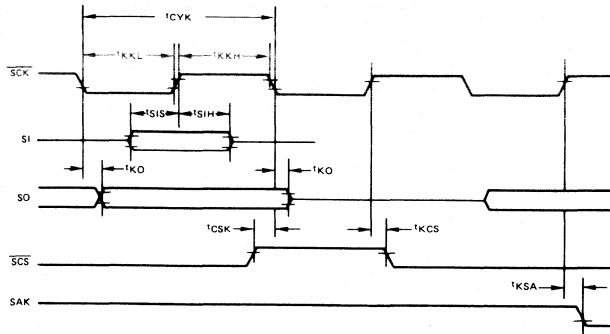 tCYK
tKKL tKKH
SCK
tSIS tSIH
SI
tKO tKO
SO
tCSK tKCS
SCS
tKSA
SAK